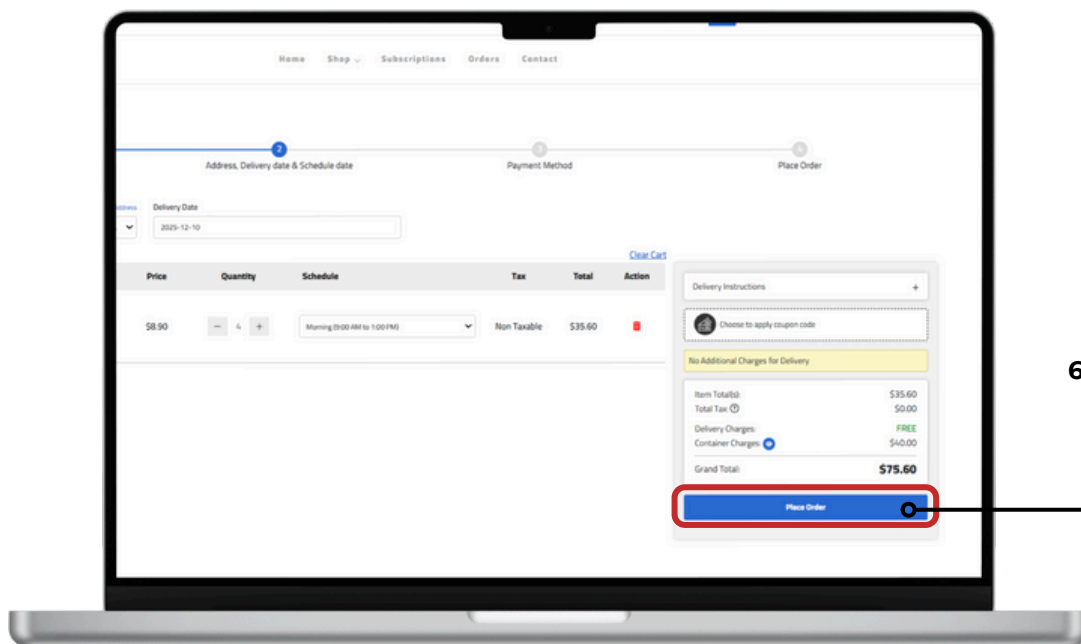 Home Shop Subscriptions Orders Contact
2 3 4
Address, Delivery date & Schedule date Payment Method Place Order
address Delivery Date
2025-12-10
Clear Cart
Price Quantity Schedule Tax Total Action
$8.90 - 4 + Morning (9:00 AM to 1:00 PM) Non Taxable $35.60
Delivery Instructions +
Choose to apply coupon code
No Additional Charges for Delivery
Item Total(s): $35.60
Total Tax: $0.00
Delivery Charges: FREE
Container Charges: $40.00
Grand Total: $75.60
Place Order
6